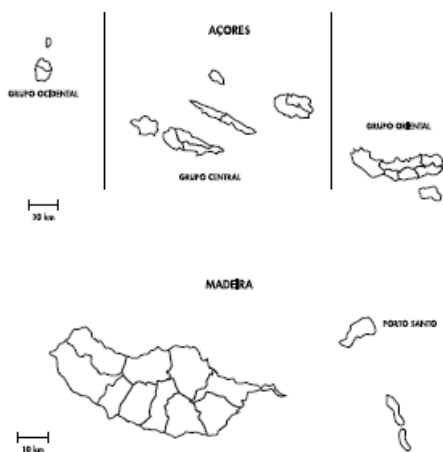 AÇORES
GRUPO OCIDENTAL
GRUPO ORIENTAL
GRUPO CENTRAL
30 km
MADEIRA
PORTO SANTO
10 km